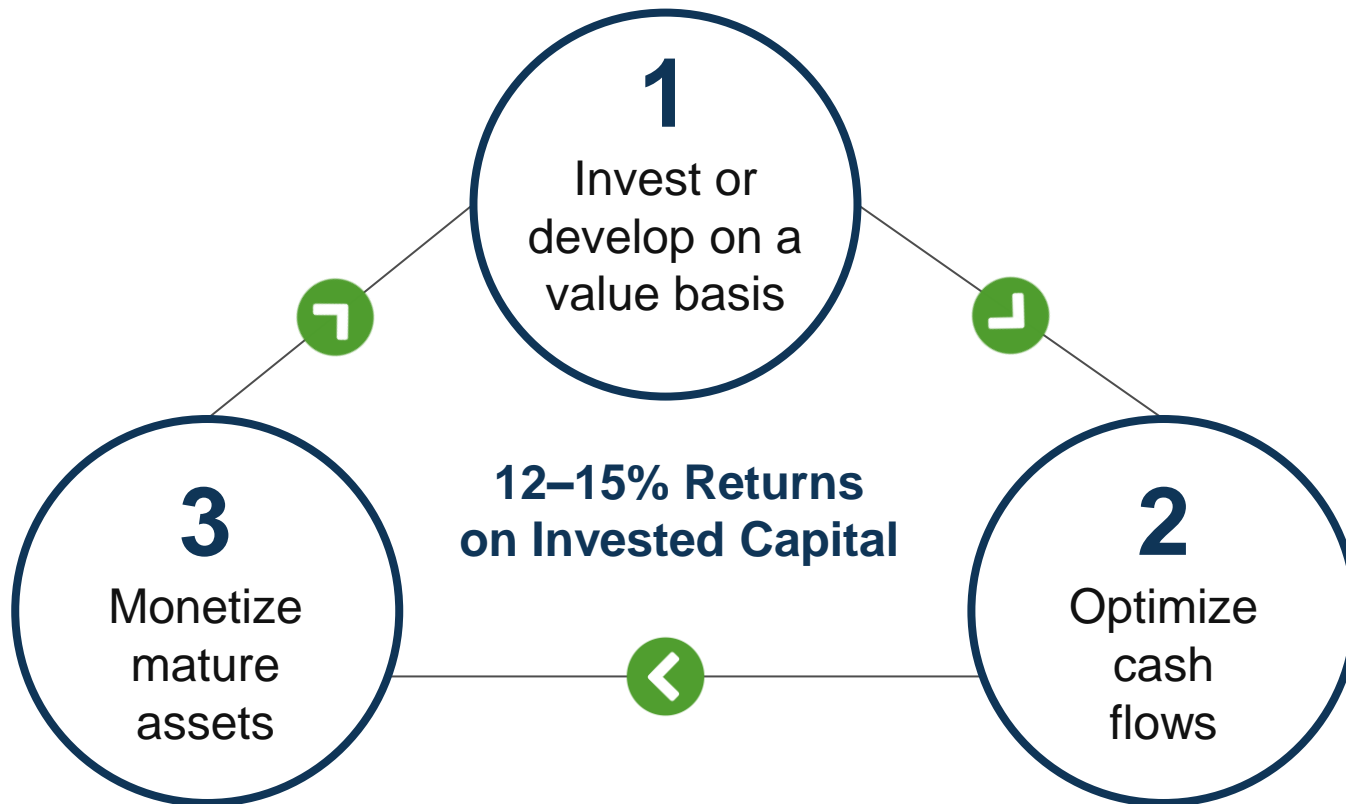 1
Invest or
develop on a
value basis
12–15% Returns
on Invested Capital
2
Optimize
cash
flows
3
Monetize
mature
assets